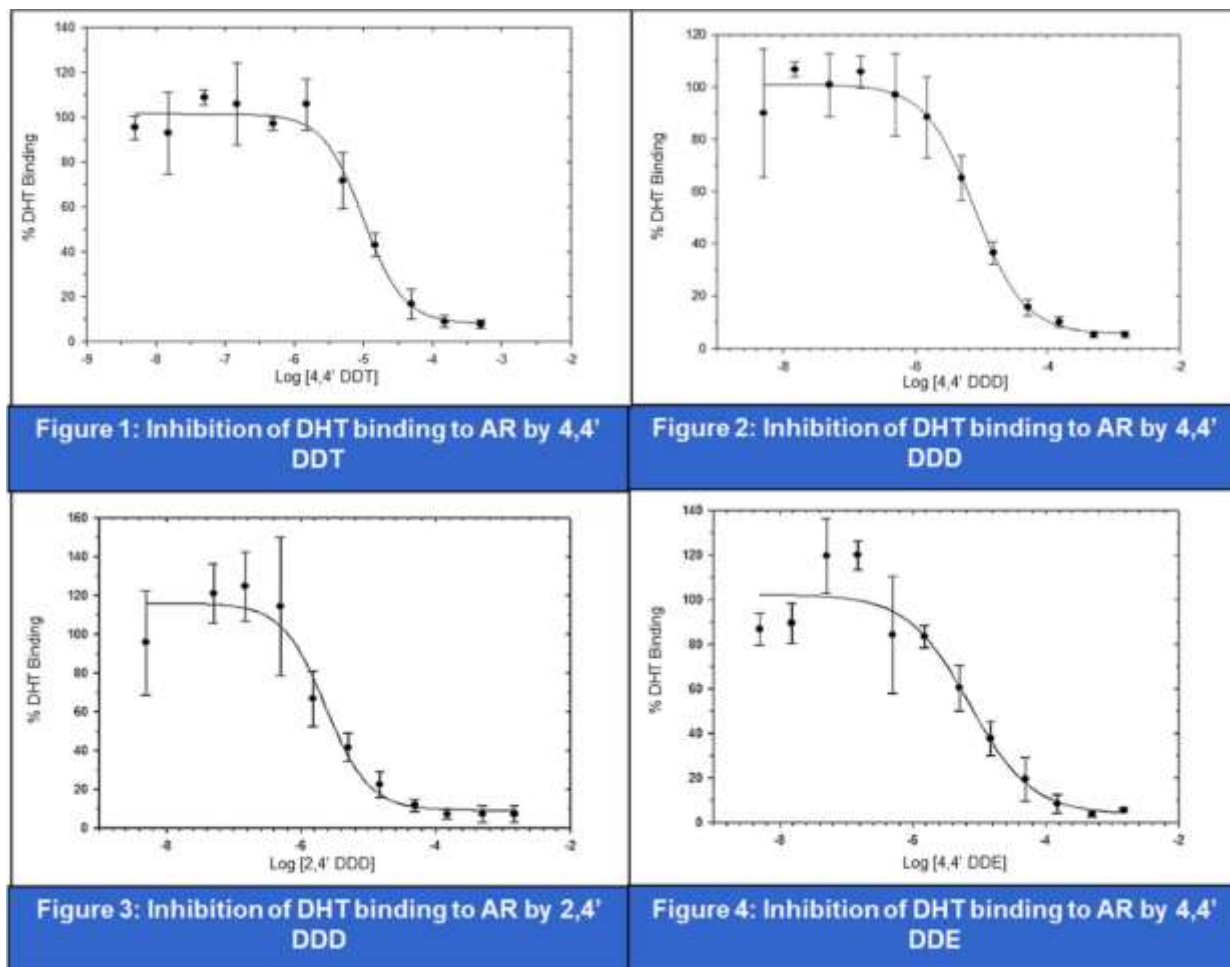 140
120
100
80
60
40
20
0
% DHT Binding
-9 -8 -7 -6 -5 -4 -3 -2
Log [4,4' DDT]
Figure 1: Inhibition of DHT binding to AR by 4,4'
DDT
120
100
80
60
40
20
0
% DHT Binding
-8 -6 -4 -2
Log [4,4' DDD]
Figure 2: Inhibition of DHT binding to AR by 4,4'
DDD
160
140
120
100
80
60
40
20
0
% DHT Binding
-8 -6 -4 -2
Log [2,4' DDD]
Figure 3: Inhibition of DHT binding to AR by 2,4'
DDD
140
120
100
80
60
40
20
0
% DHT Binding
-8 -6 -4 -2
Log [4,4' DDE]
Figure 4: Inhibition of DHT binding to AR by 4,4'
DDE